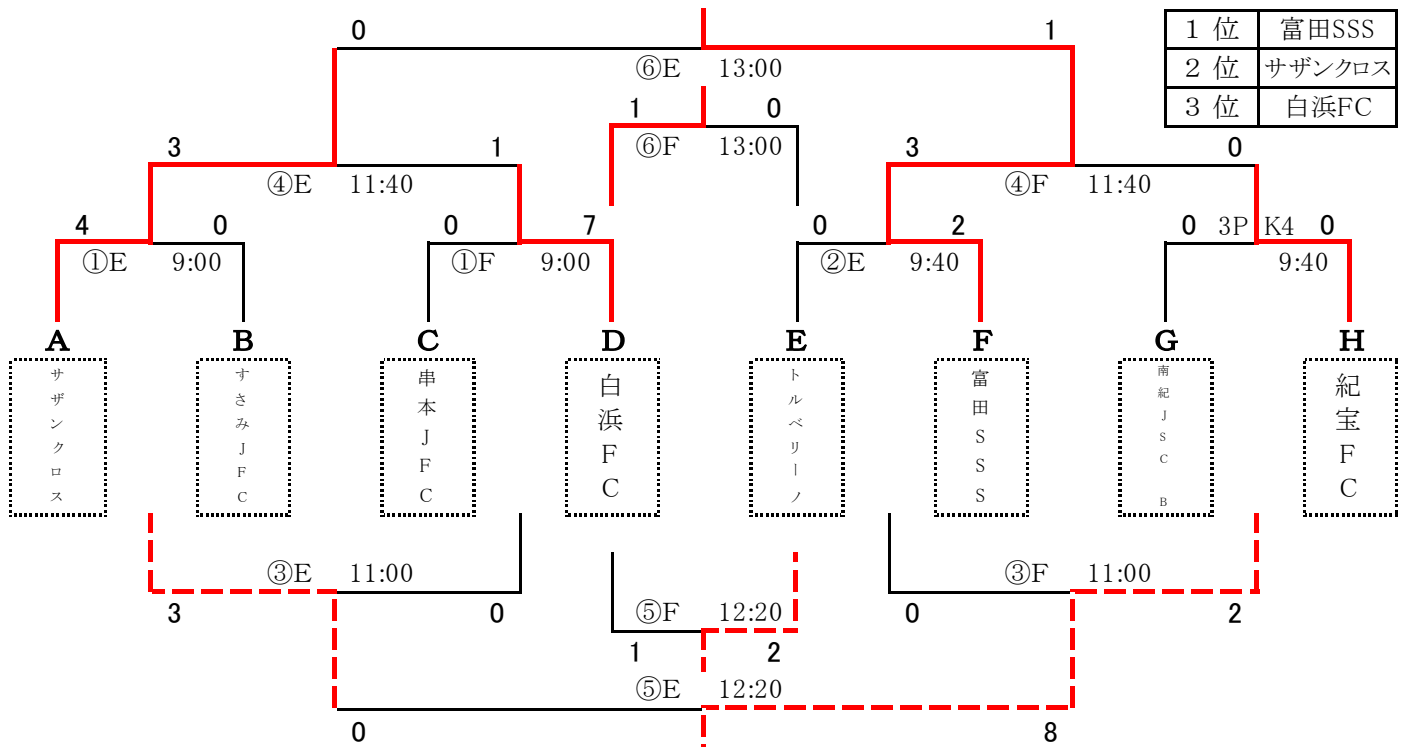 0 1
1 位 富田SSS
⑥E 13:00
2 位 サザンクロス
1 0
3 位 白浜FC
3 1 ⑥F 13:00 3 0
④E 11:40 ④F 11:40
4 0 0 7 0 2 0 3P K4 0
①E 9:00 ①F 9:00 ②E 9:40 9:40
A B C D E F G H
サザンクロス
すさみJFC
串本JFC
白浜FC
トルベリーノ
富田SSS
南紀JSC B
紀宝FC
③E 11:00 ③F 11:00
3 0 ⑤F 12:20 0 2
1 2
⑤E 12:20
0 8